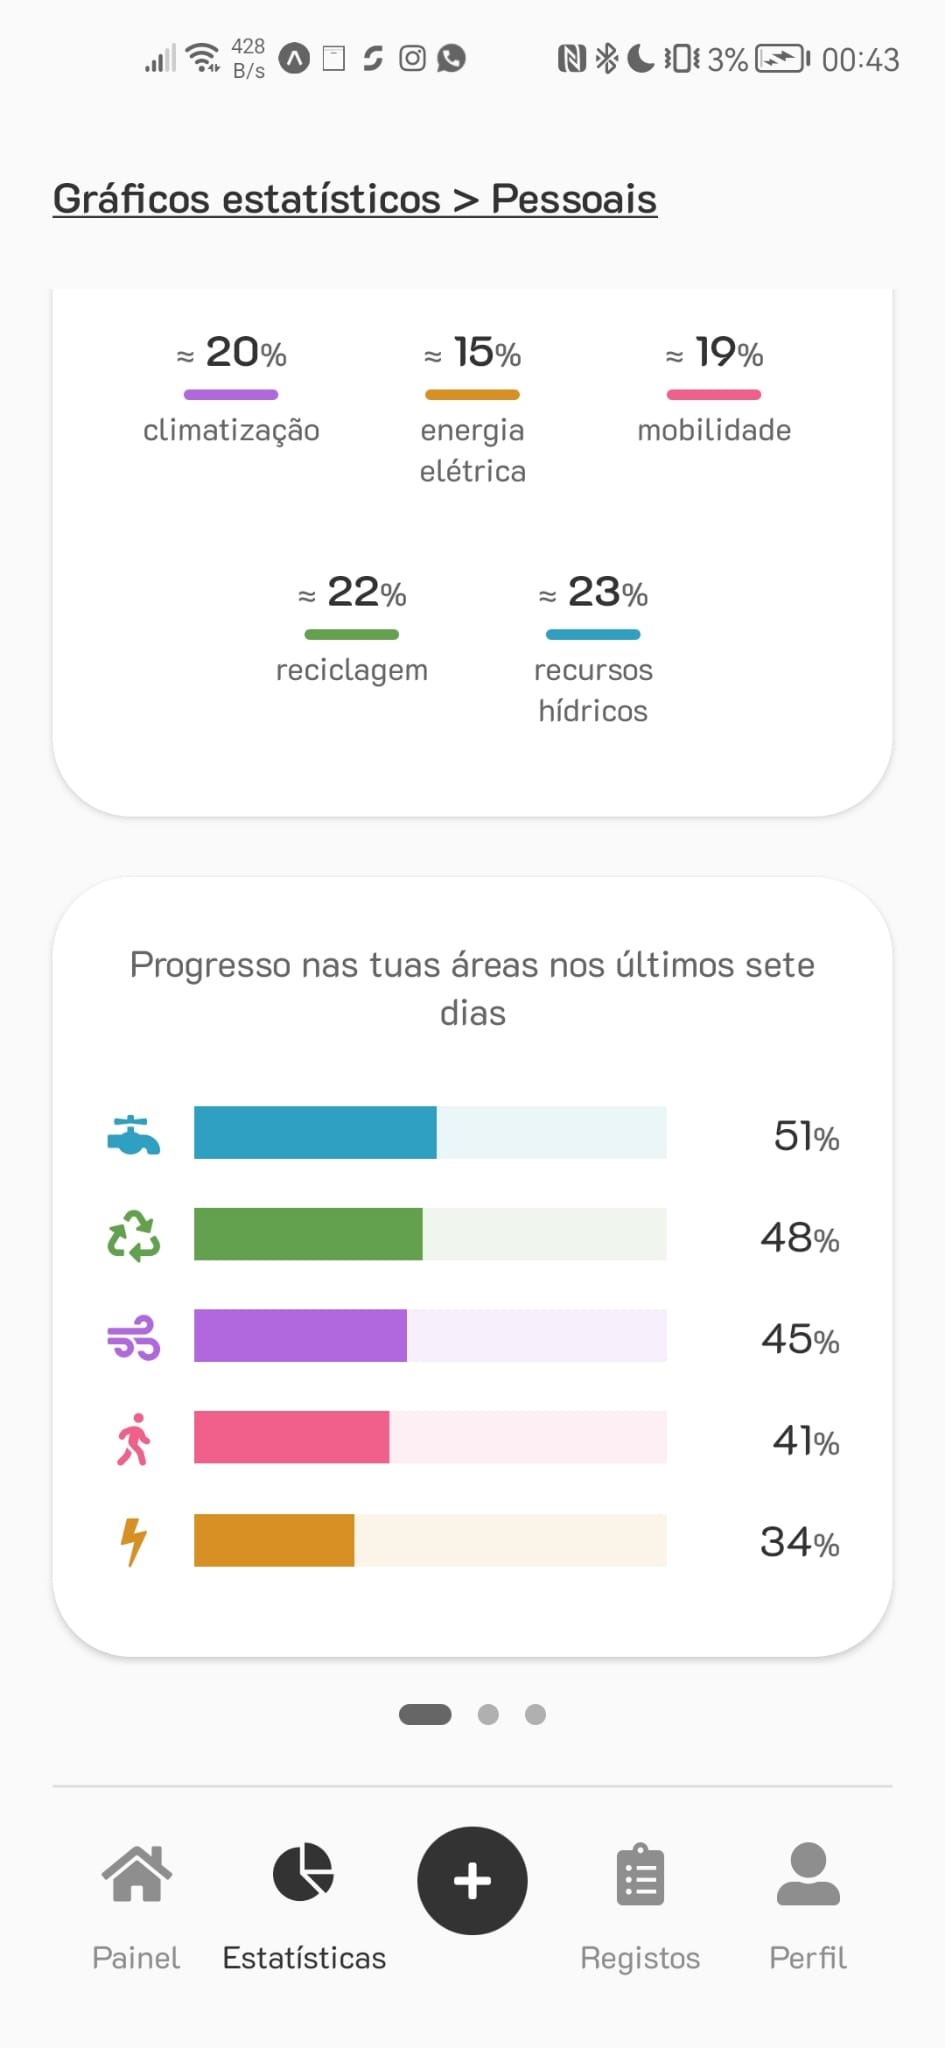 428
B/s
3%
00:43
Gráficos estatísticos > Pessoais
≈ 20% ≈ 15% ≈ 19%
climatização energia mobilidade
elétrica
≈ 22% ≈ 23%
reciclagem recursos
hídricos
Progresso nas tuas áreas nos últimos sete
dias
51%
48%
45%
41%
34%
Painel Estatísticas Registos Perfil